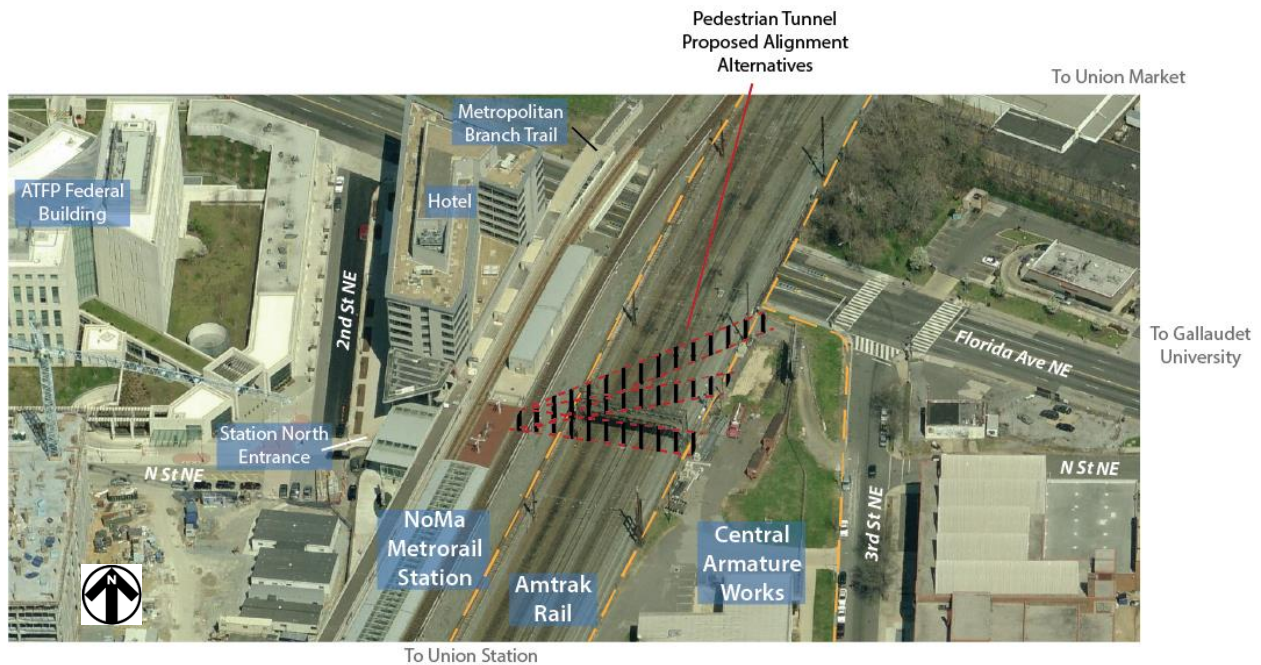 Pedestrian Tunnel
Proposed Alignment
Alternatives
To Union Market
Metropolitan
Branch Trail
ATFP Federal
Building
Hotel
2nd St NE
Florida Ave NE
To Gallaudet
University
Station North
Entrance
N St NE
N St NE
3rd St NE
NoMa
Metrorail
Station
Central
Armature
Works
Amtrak
Rail
N
To Union Station